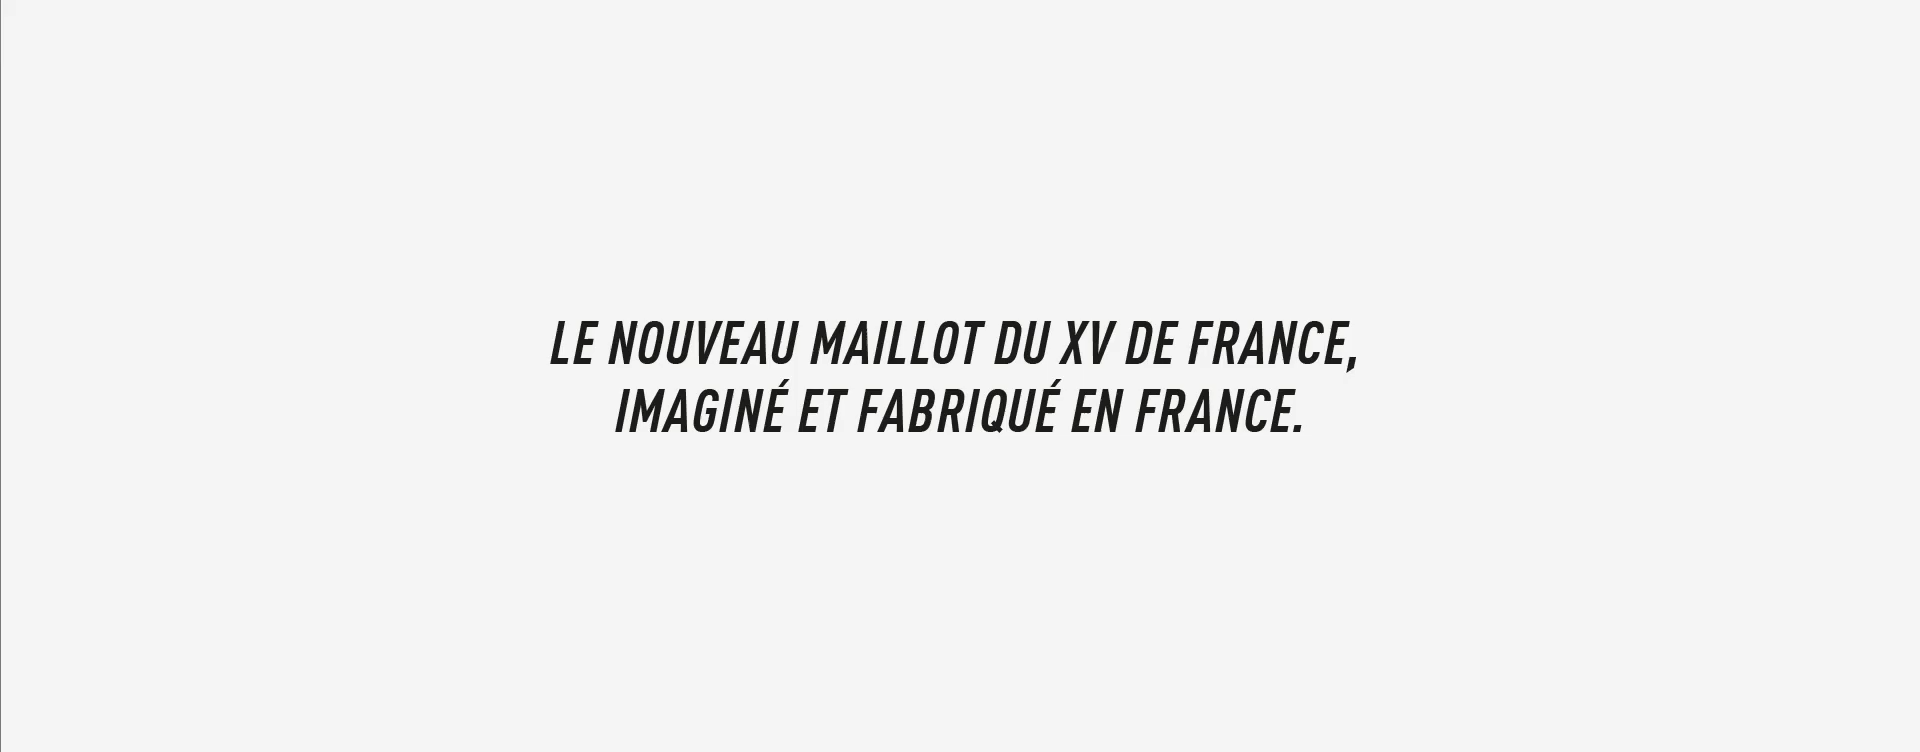 LE NOUVEAU MAILLOT DU XV DE FRANCE,
IMAGINÉ ET FABRIQUÉ EN FRANCE.